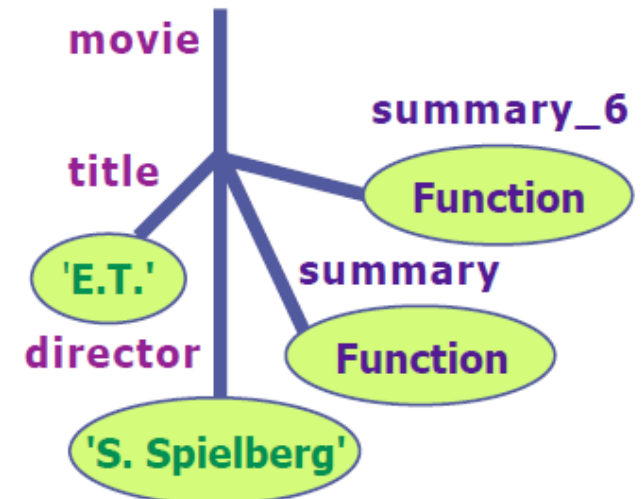 movie
summary_6
title
Function
'E.T.'
summary
director
Function
'S. Spielberg'